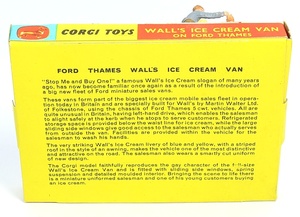 CORGI TOYS
WALL'S ICE CREAM VAN
ON FORD THAMES
FORD THAMES WALL'S ICE CREAM VAN
"Stop Me and Buy One!" a famous Wall's Ice Cream slogan of many years
ago, has now become familiar once again as a result of the introduction of
a big new fleet of Ford miniature sales vans.
These vans form part of the biggest ice cream mobile sales fleet in opera-
tion today in Britain and are specially built for Wall's by Martin Walter Ltd.
of Folkestone, using the chassis of Ford Thames 5 cwt. vehicles. All are
quite unusual in Britain, having left-hand drive, which enables the salesman
to alight safely at the kerb when he stops to serve customers. Refrigerated
storage space is provided below the window for ice cream, while the large
sliding side windows give good access to the salesman who actually serves
from outside the van. Facilities are provided within the vehicle for the
salesman to wash his hands.
The very striking Wall's Ice Cream livery of blue and yellow, with a striped
roof in the style of an awning, makes the vehicle one of the most distinctive
and attractive on the road. The salesman also wears a smartly cut uniform
of new design.
The Corgi model faithfully reproduces the gay character of the full-size
Wall's Ice Cream Van and is fitted with sliding side windows, spring
suspension and detailed moulded interior. Bringing the scene to life there
is a miniature uniformed salesman and one of his young customers buying
an ice cream.